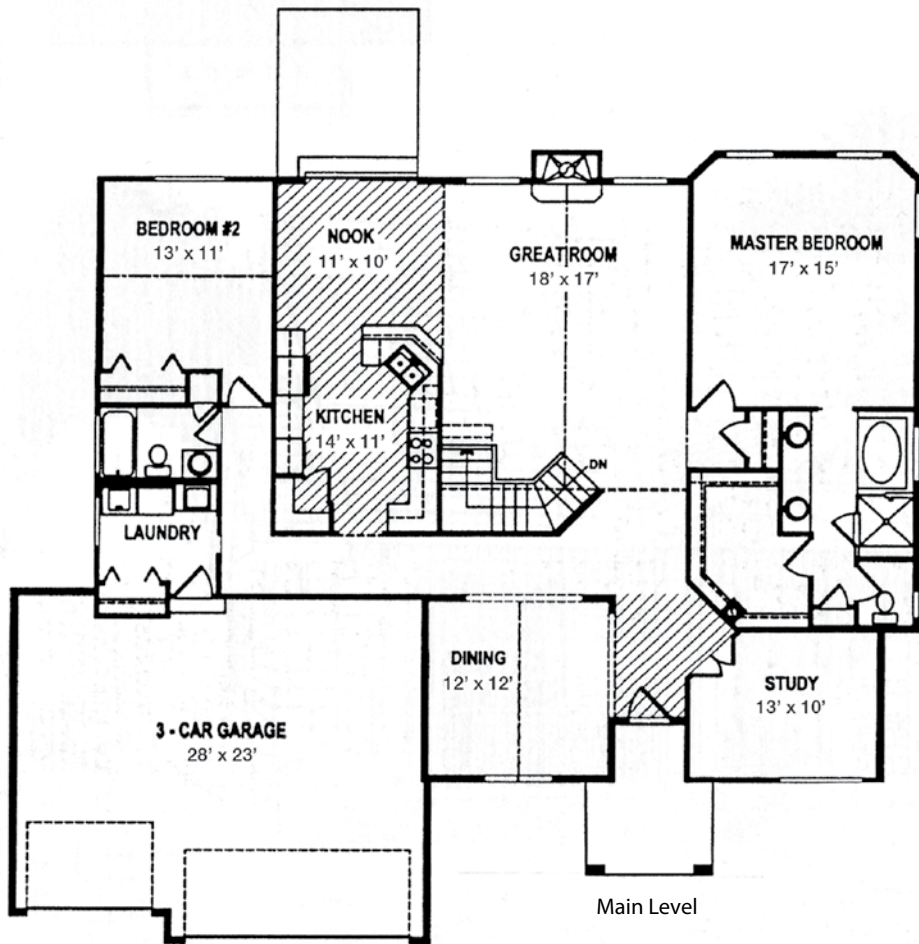 BEDROOM #2
13' x 11'
NOOK
11' x 10'
GREAT ROOM
18' x 17'
MASTER BEDROOM
17' x 15'
KITCHEN
14' x 11'
DN
LAUNDRY
DINING
12' x 12'
STUDY
13' x 10'
3 - CAR GARAGE
28' x 23'
Main Level